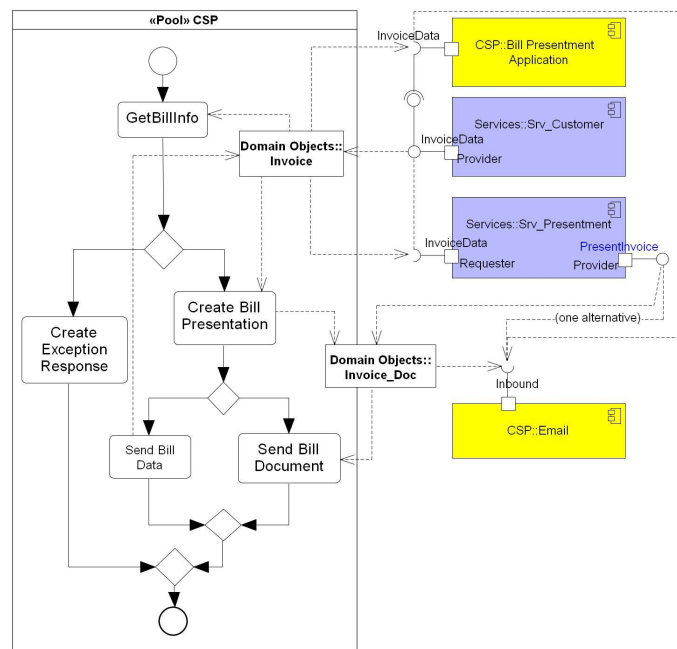 «Pool» CSP
GetBillInfo
Domain Objects::
Invoice
Create Bill
Presentation
Create
Exception
Response
Domain Objects::
Invoice_Doc
Send Bill
Data
Send Bill
Document
InvoiceData
CSP::Bill Presentment
Application
Services::Srv_Customer
InvoiceData
Provider
Services::Srv_Presentment
InvoiceData
Requester
PresentInvoice
Provider
(one alternative)
Inbound
CSP::Email